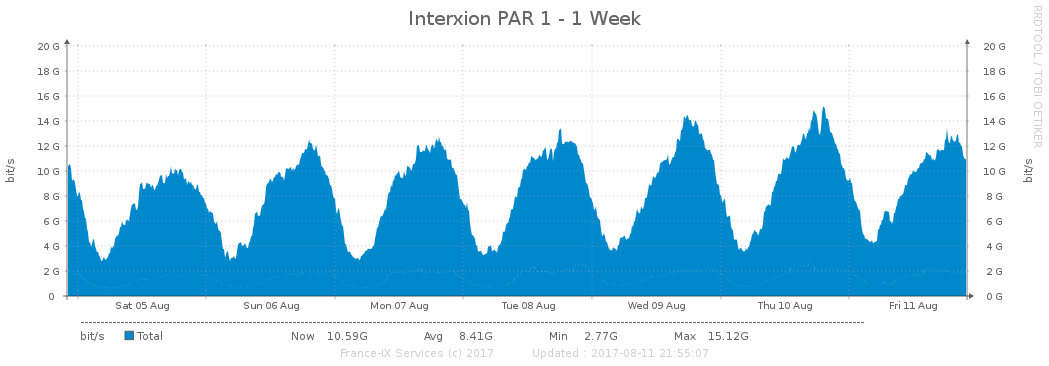 Interxion PAR 1 - 1 Week
RRDTOOL / TOBI OETIKER
20 G 20 G
18 G 18 G
16 G 16 G
14 G 14 G
12 G 12 G
10 G 10 G
8 G 8 G
6 G 6 G
4 G 4 G
2 G 2 G
0 0 G
bit/s bit/s
Sat 05 Aug Sun 06 Aug Mon 07 Aug Tue 08 Aug Wed 09 Aug Thu 10 Aug Fri 11 Aug
bit/s Total Now 10.59G Avg 8.41G Min 2.77G Max 15.12G
France-IX Services (c) 2017 Updated : 2017-08-11 21:55:07